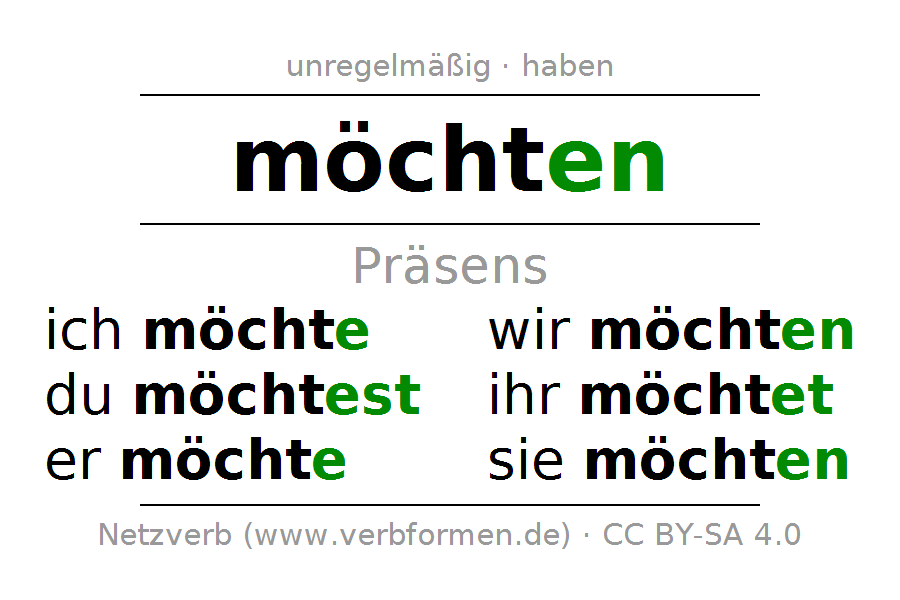 unregelmäßig · haben
möchten
Präsens
ich möchte
du möchtest
er möchte
wir möchten
ihr möchtet
sie möchten
Netzverb (www.verbformen.de) · CC BY-SA 4.0